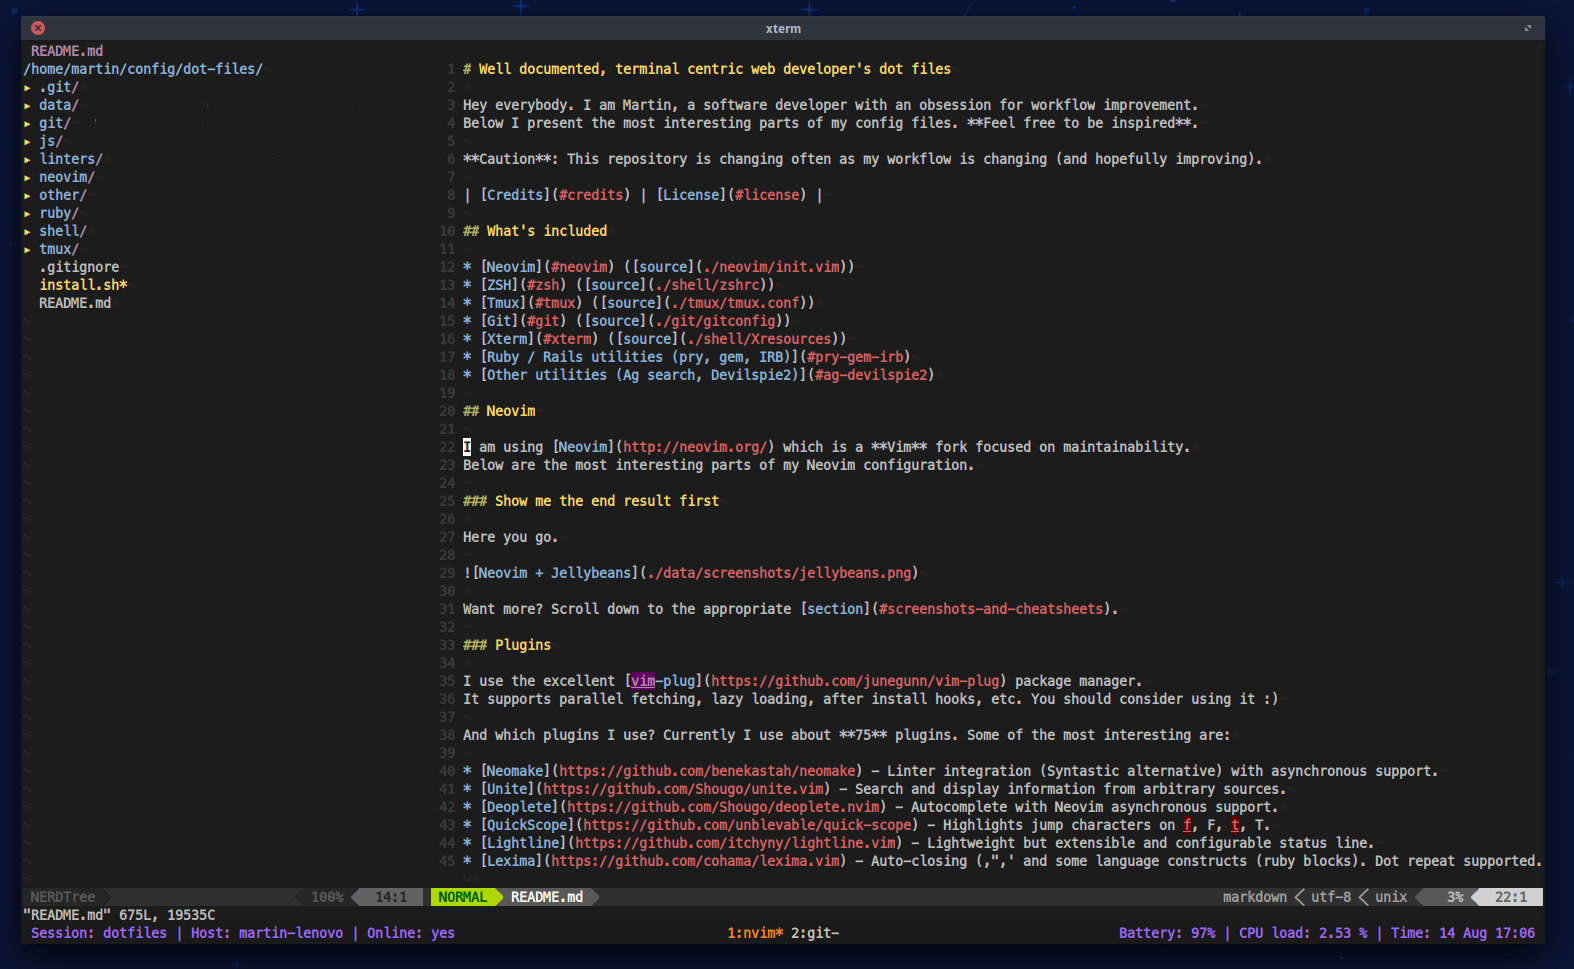 xterm
README.md
/home/martin/config/dot-files/
▸ .git/
▸ data/
▸ git/
▸ js/
▸ linters/
▸ neovim/
▸ other/
▸ ruby/
▸ shell/
▸ tmux/
.gitignore
install.sh*
README.md
1 # Well documented, terminal centric web developer's dot files
2
3 Hey everybody. I am Martin, a software developer with an obsession for workflow improvement.
4 Below I present the most interesting parts of my config files. **Feel free to be inspired**.
5
6 **Caution**: This repository is changing often as my workflow is changing (and hopefully improving).
7
8 | [Credits](#credits) | [License](#license) |
9
10 ## What's included
11
12 * [Neovim](#neovim) ([source](./neovim/init.vim))
13 * [ZSH](#zsh) ([source](./shell/zshrc))
14 * [Tmux](#tmux) ([source](./tmux/tmux.conf))
15 * [Git](#git) ([source](./git/gitconfig))
16 * [Xterm](#xterm) ([source](./shell/Xresources))
17 * [Ruby / Rails utilities (pry, gem, IRB)](#pry-gem-irb)
18 * [Other utilities (Ag search, Devilspie2)](#ag-devilspie2)
19
20 ## Neovim
21
22 I am using [Neovim](http://neovim.org/) which is a **Vim** fork focused on maintainability.
23 Below are the most interesting parts of my Neovim configuration.
24
25 ### Show me the end result first
26
27 Here you go.
28
29 ![Neovim + Jellybeans](./data/screenshots/jellybeans.png)
30
31 Want more? Scroll down to the appropriate [section](#screenshots-and-cheatsheets).
32
33 ### Plugins
34
35 I use the excellent [vim-plug](https://github.com/junegunn/vim-plug) package manager.
36 It supports parallel fetching, lazy loading, after install hooks, etc. You should consider using it :)
37
38 And which plugins I use? Currently I use about **75** plugins. Some of the most interesting are:
39
40 * [Neomake](https://github.com/benekastah/neomake) - Linter integration (Syntastic alternative) with asynchronous support.
41 * [Unite](https://github.com/Shougo/unite.vim) - Search and display information from arbitrary sources.
42 * [Deoplete](https://github.com/Shougo/deoplete.nvim) - Autocomplete with Neovim asynchronous support.
43 * [QuickScope](https://github.com/unblevable/quick-scope) - Highlights jump characters on f, F, t, T.
44 * [Lightline](https://github.com/itchyny/lightline.vim) - Lightweight but extensible and configurable status line.
45 * [Lexima](https://github.com/cohama/lexima.vim) - Auto-closing (,",' and some language constructs (ruby blocks). Dot repeat supported.
NERDTree 100% 14:1 NORMAL README.md markdown utf-8 unix 3% 22:1
"README.md" 675L, 19535C
Session: dotfiles | Host: martin-lenovo | Online: yes 1:nvim* 2:git- Battery: 97% | CPU load: 2.53 % | Time: 14 Aug 17:06